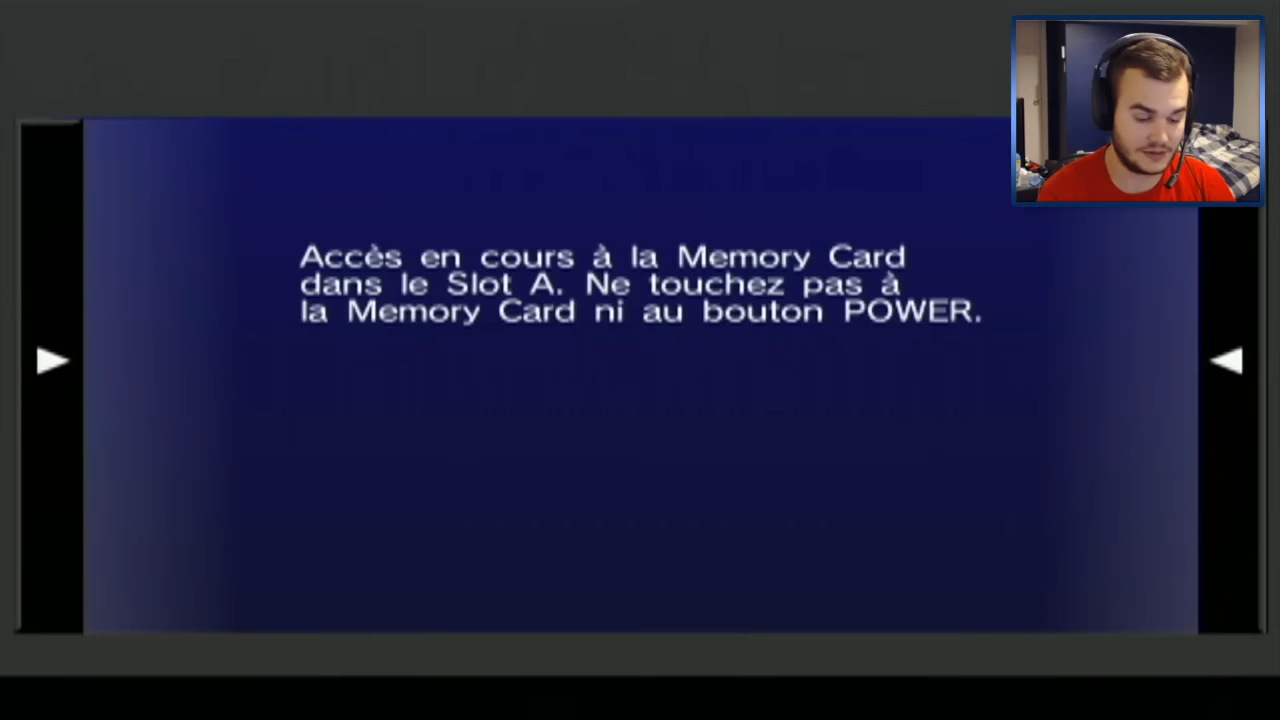 Accès en cours à la Memory Card
dans le Slot A. Ne touchez pas à
la Memory Card ni au bouton POWER.